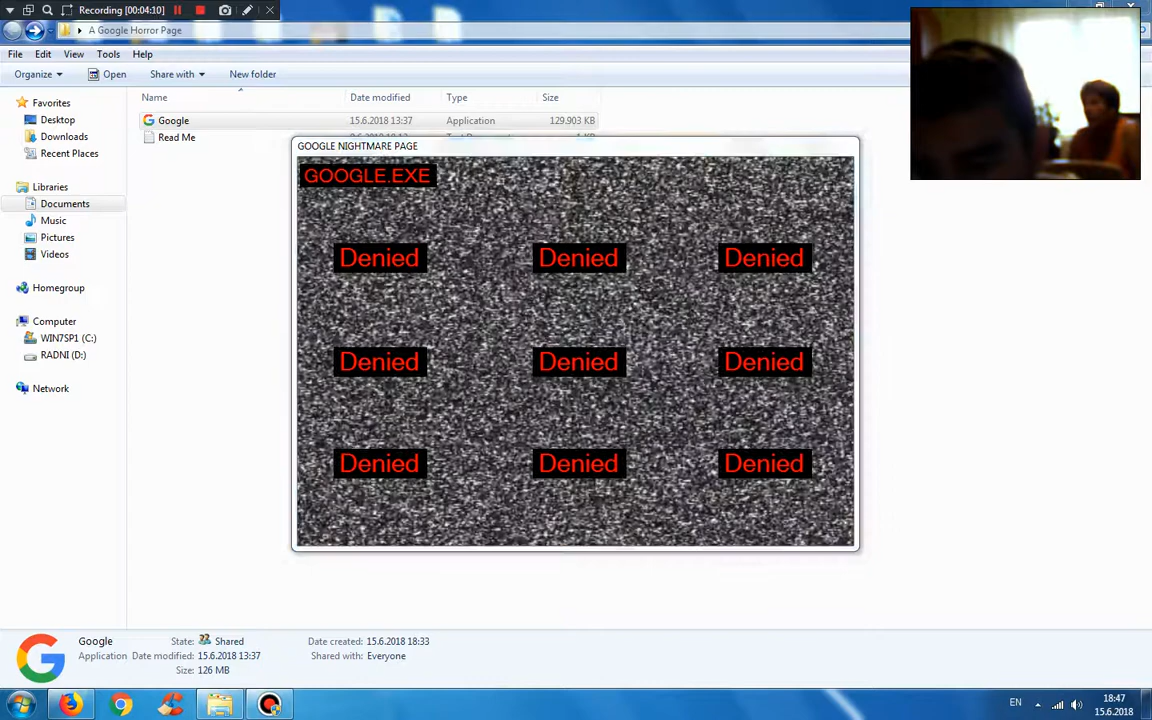 Recording [00:04:10]
A Google Horror Page
File Edit View Tools Help
Organize Open Share with New folder
Favorites
Desktop
Downloads
Recent Places
Libraries
Documents
Music
Pictures
Videos
Homegroup
Computer
WIN7SP1 (C:)
RADNI (D:)
Network
Name Date modified Type Size
Google 15.6.2018 13:37 Application 129.903 KB
Read Me
GOOGLE NIGHTMARE PAGE
GOOGLE.EXE
Denied Denied Denied
Denied Denied Denied
Denied Denied Denied
Google State: Shared Date created: 15.6.2018 18:33
Application Date modified: 15.6.2018 13:37 Shared with: Everyone
Size: 126 MB
EN
18:47
15.6.2018